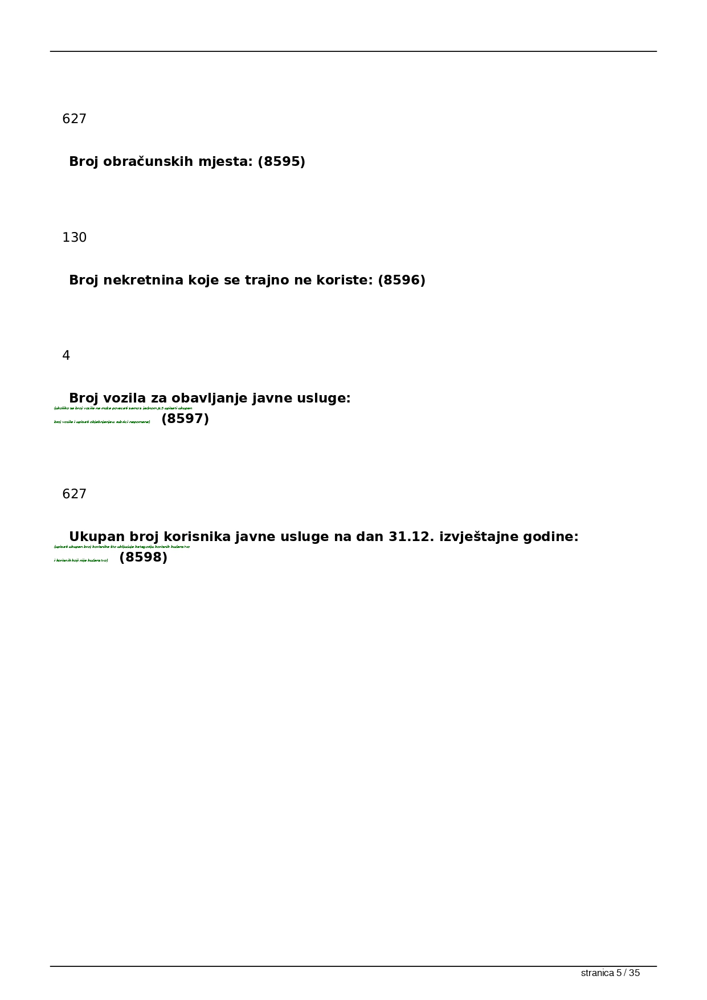 627
Broj obračunskih mjesta: (8595)
130
Broj nekretnina koje se trajno ne koriste: (8596)
4
Broj vozila za obavljanje javne usluge:
(ukoliko se broj vozila ne može povezati samo s jednom JLS upisati ukupan
broj vozila i upisati objašnjenje u rubrici napomena) (8597)
627
Ukupan broj korisnika javne usluge na dan 31.12. izvještajne godine:
(upisati ukupan broj korisnika što uključuje kategoriju korisnik kućanstvo
i korisnik koji nije kućanstvo) (8598)
stranica 5 / 35